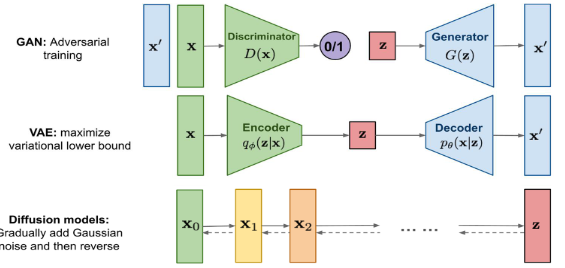 GAN: Adversarial
training
x′
x
Discriminator
D(x)
0/1
z
Generator
G(z)
x′
VAE: maximize
variational lower bound
x
Encoder
qϕ(z|x)
z
Decoder
pθ(x|z)
x′
Diffusion models:
Gradually add Gaussian
noise and then reverse
x0
x1
x2
... ...
z